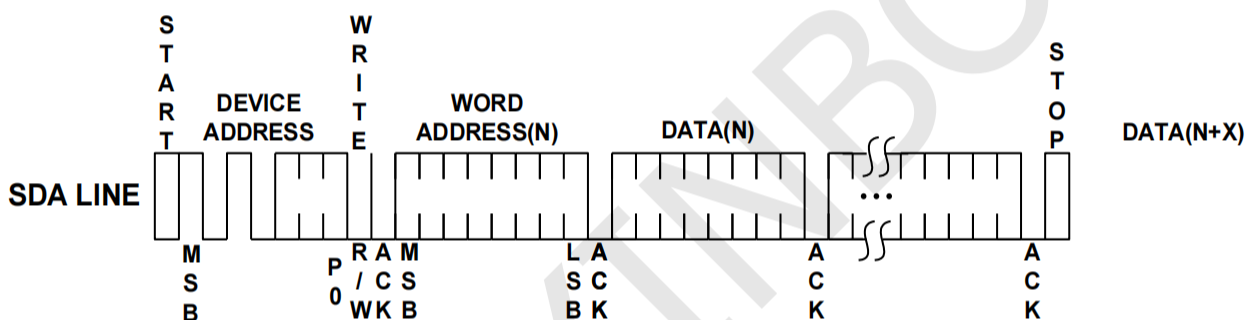 START
WRITE
STOP
DEVICE
ADDRESS
WORD
ADDRESS(N)
DATA(N)
DATA(N+X)
SDA LINE
...
MSB
P0
R/W
ACK
MSB
LSB
ACK
ACK
ACK